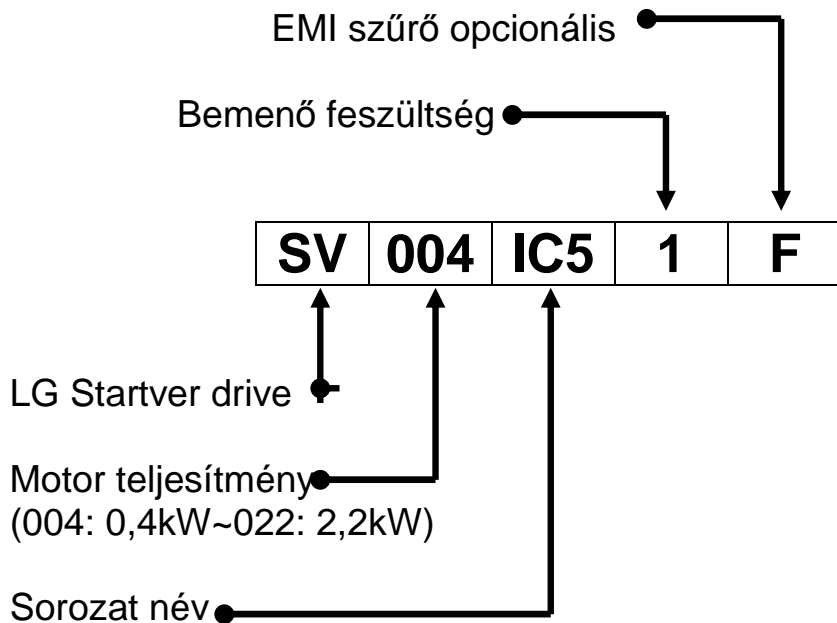 EMI szűrő opcionális
Bemenő feszültség
SV 004 IC5 1 F
LG Startver drive
Motor teljesítmény
(004: 0,4kW~022: 2,2kW)
Sorozat név